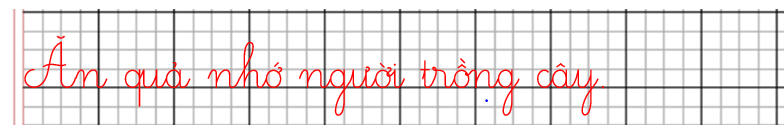 Ăn quả nhớ người trồng cây.